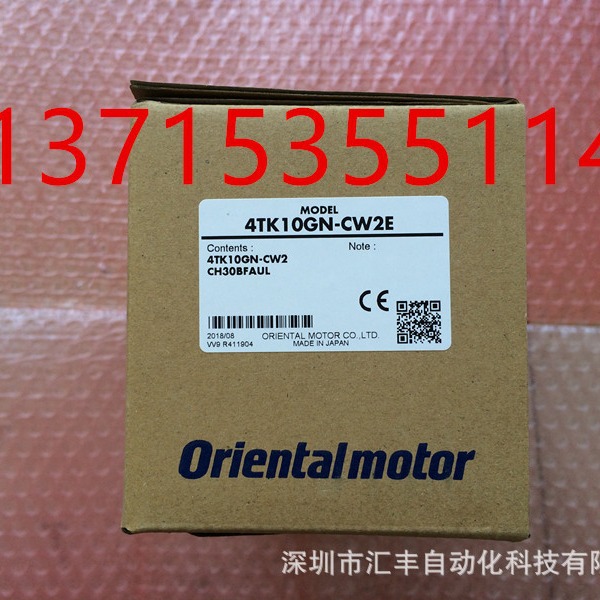 13715355114
MODEL
4TK10GN-CW2E
Contents :
Note :
4TK10GN-CW2
CH30BFAUL
CE
2018/08
ORIENTAL MOTOR CO.,LTD.
VV9 R411904
MADE IN JAPAN
Orientalmotor
深圳市汇丰自动化科技有